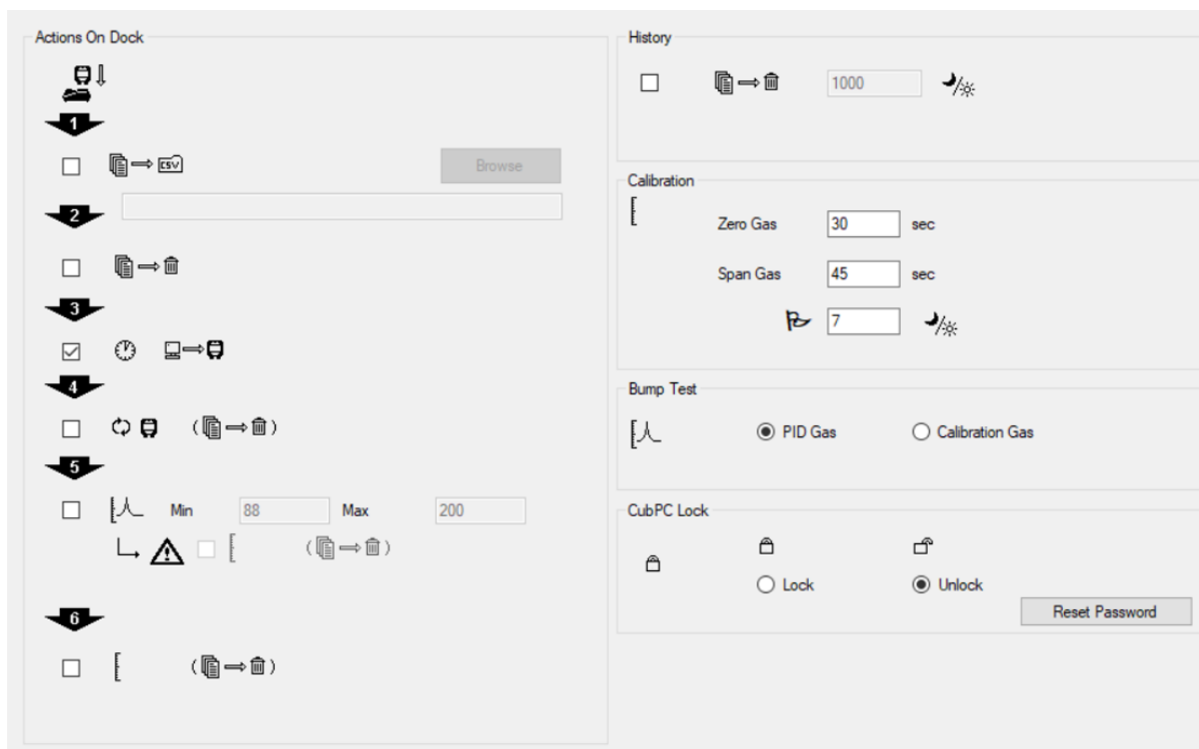 Actions On Dock
1
CSV
Browse
2
3
4
5
Min 88 Max 200
6
History
1000
Calibration
Zero Gas 30 sec
Span Gas 45 sec
7
Bump Test
PID Gas Calibration Gas
CubPC Lock
Lock Unlock
Reset Password